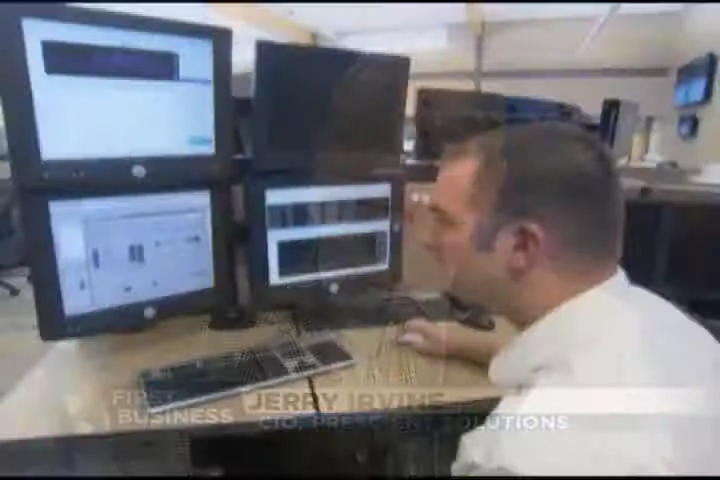 FIRST
BUSINESS
JERRY IRVINE
CIO, PRESCIENT SOLUTIONS